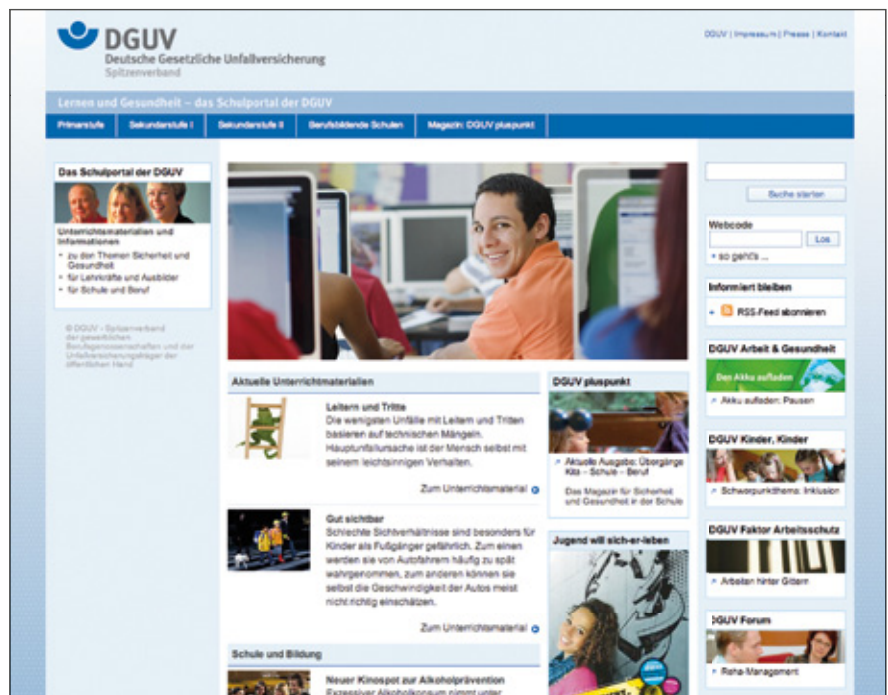 DGUV
Deutsche Gesetzliche Unfallversicherung
Spitzenverband
DGUV | Impressum | Presse | Kontakt
Lernen und Gesundheit – das Schulportal der DGUV
Primarstufe
Sekundarstufe I
Sekundarstufe II
Berufsbildende Schulen
Magazin: DGUV pluspunkt
Das Schulportal der DGUV
Unterrichtsmaterialien und
Informationen
zu den Themen Sicherheit und
Gesundheit
für Lehrkräfte und Ausbilder
für Schule und Beruf
© DGUV - Spitzenverband
der gewerblichen
Berufsgenossenschaften und der
Unfallversicherungsträger der
öffentlichen Hand
Aktuelle Unterrichtmaterialien
Leitern und Tritte
Die wenigsten Unfälle mit Leitern und Tritten
basieren auf technischen Mängeln.
Hauptunfallursache ist der Mensch selbst mit
seinem leichtsinnigen Verhalten.
Zum Unterrichtsmaterial
Gut sichtbar
Schlechte Sichtverhältnisse sind besonders für
Kinder als Fußgänger gefährlich. Zum einen
werden sie von Autofahrern häufig zu spät
wahrgenommen, zum anderen können sie
selbst die Geschwindigkeit der Autos meist
nicht richtig einschätzen.
Zum Unterrichtsmaterial
Schule und Bildung
Neuer Kinospot zur Alkoholprävention
Exzessiver Alkoholkonsum nimmt unter
DGUV pluspunkt
Aktuelle Ausgabe: Übergänge
Kita – Schule – Beruf
Das Magazin für Sicherheit
und Gesundheit in der Schule
Jugend will sich-er-leben
Suche starten
Webcode
Los
so geht's ...
Informiert bleiben
RSS-Feed abonnieren
DGUV Arbeit & Gesundheit
Den Akku aufladen
Akku aufladen: Pausen
DGUV Kinder, Kinder
Schwerpunktthema: Inklusion
DGUV Faktor Arbeitsschutz
Arbeiten hinter Gittern
DGUV Forum
Reha-Management